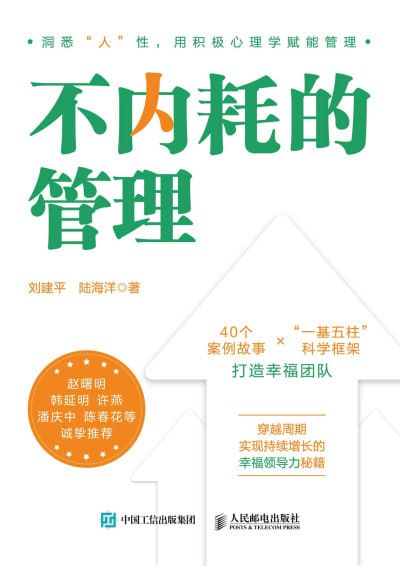 洞悉“人”性，用积极心理学赋能管理
不内耗的
管理
刘建平 陆海洋◎著
40个
案例故事
×
“一基五柱”
科学框架
打造幸福团队
赵曙明
韩延明 许燕
潘庆中 陈春花等
诚挚推荐
穿越周期
实现持续增长的
幸福领导力秘籍
中国工信出版集团
人民邮电出版社
POSTS & TELECOM PRESS